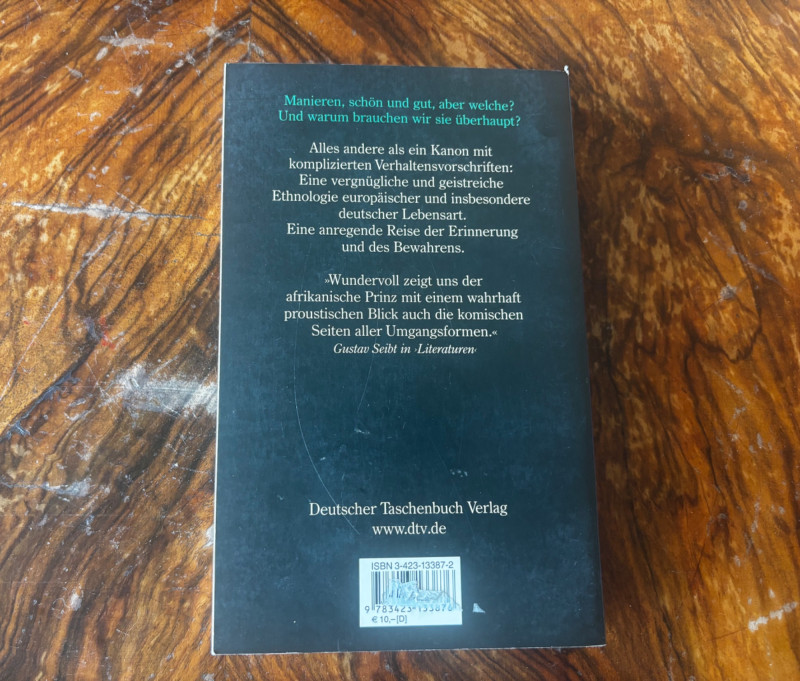 Manieren, schön und gut, aber welche?
Und warum brauchen wir sie überhaupt?
Alles andere als ein Kanon mit
komplizierten Verhaltensvorschriften:
Eine vergnügliche und geistreiche
Ethnologie europäischer und insbesondere
deutscher Lebensart.
Eine anregende Reise der Erinnerung
und des Bewahrens.
»Wundervoll zeigt uns der
afrikanische Prinz mit einem wahrhaft
proustischen Blick auch die komischen
Seiten aller Umgangsformen.«
Gustav Seibt in ›Literaturen‹
Deutscher Taschenbuch Verlag
www.dtv.de
ISBN 3-423-13387-2
9 783423 133876
€ 10,–[D]